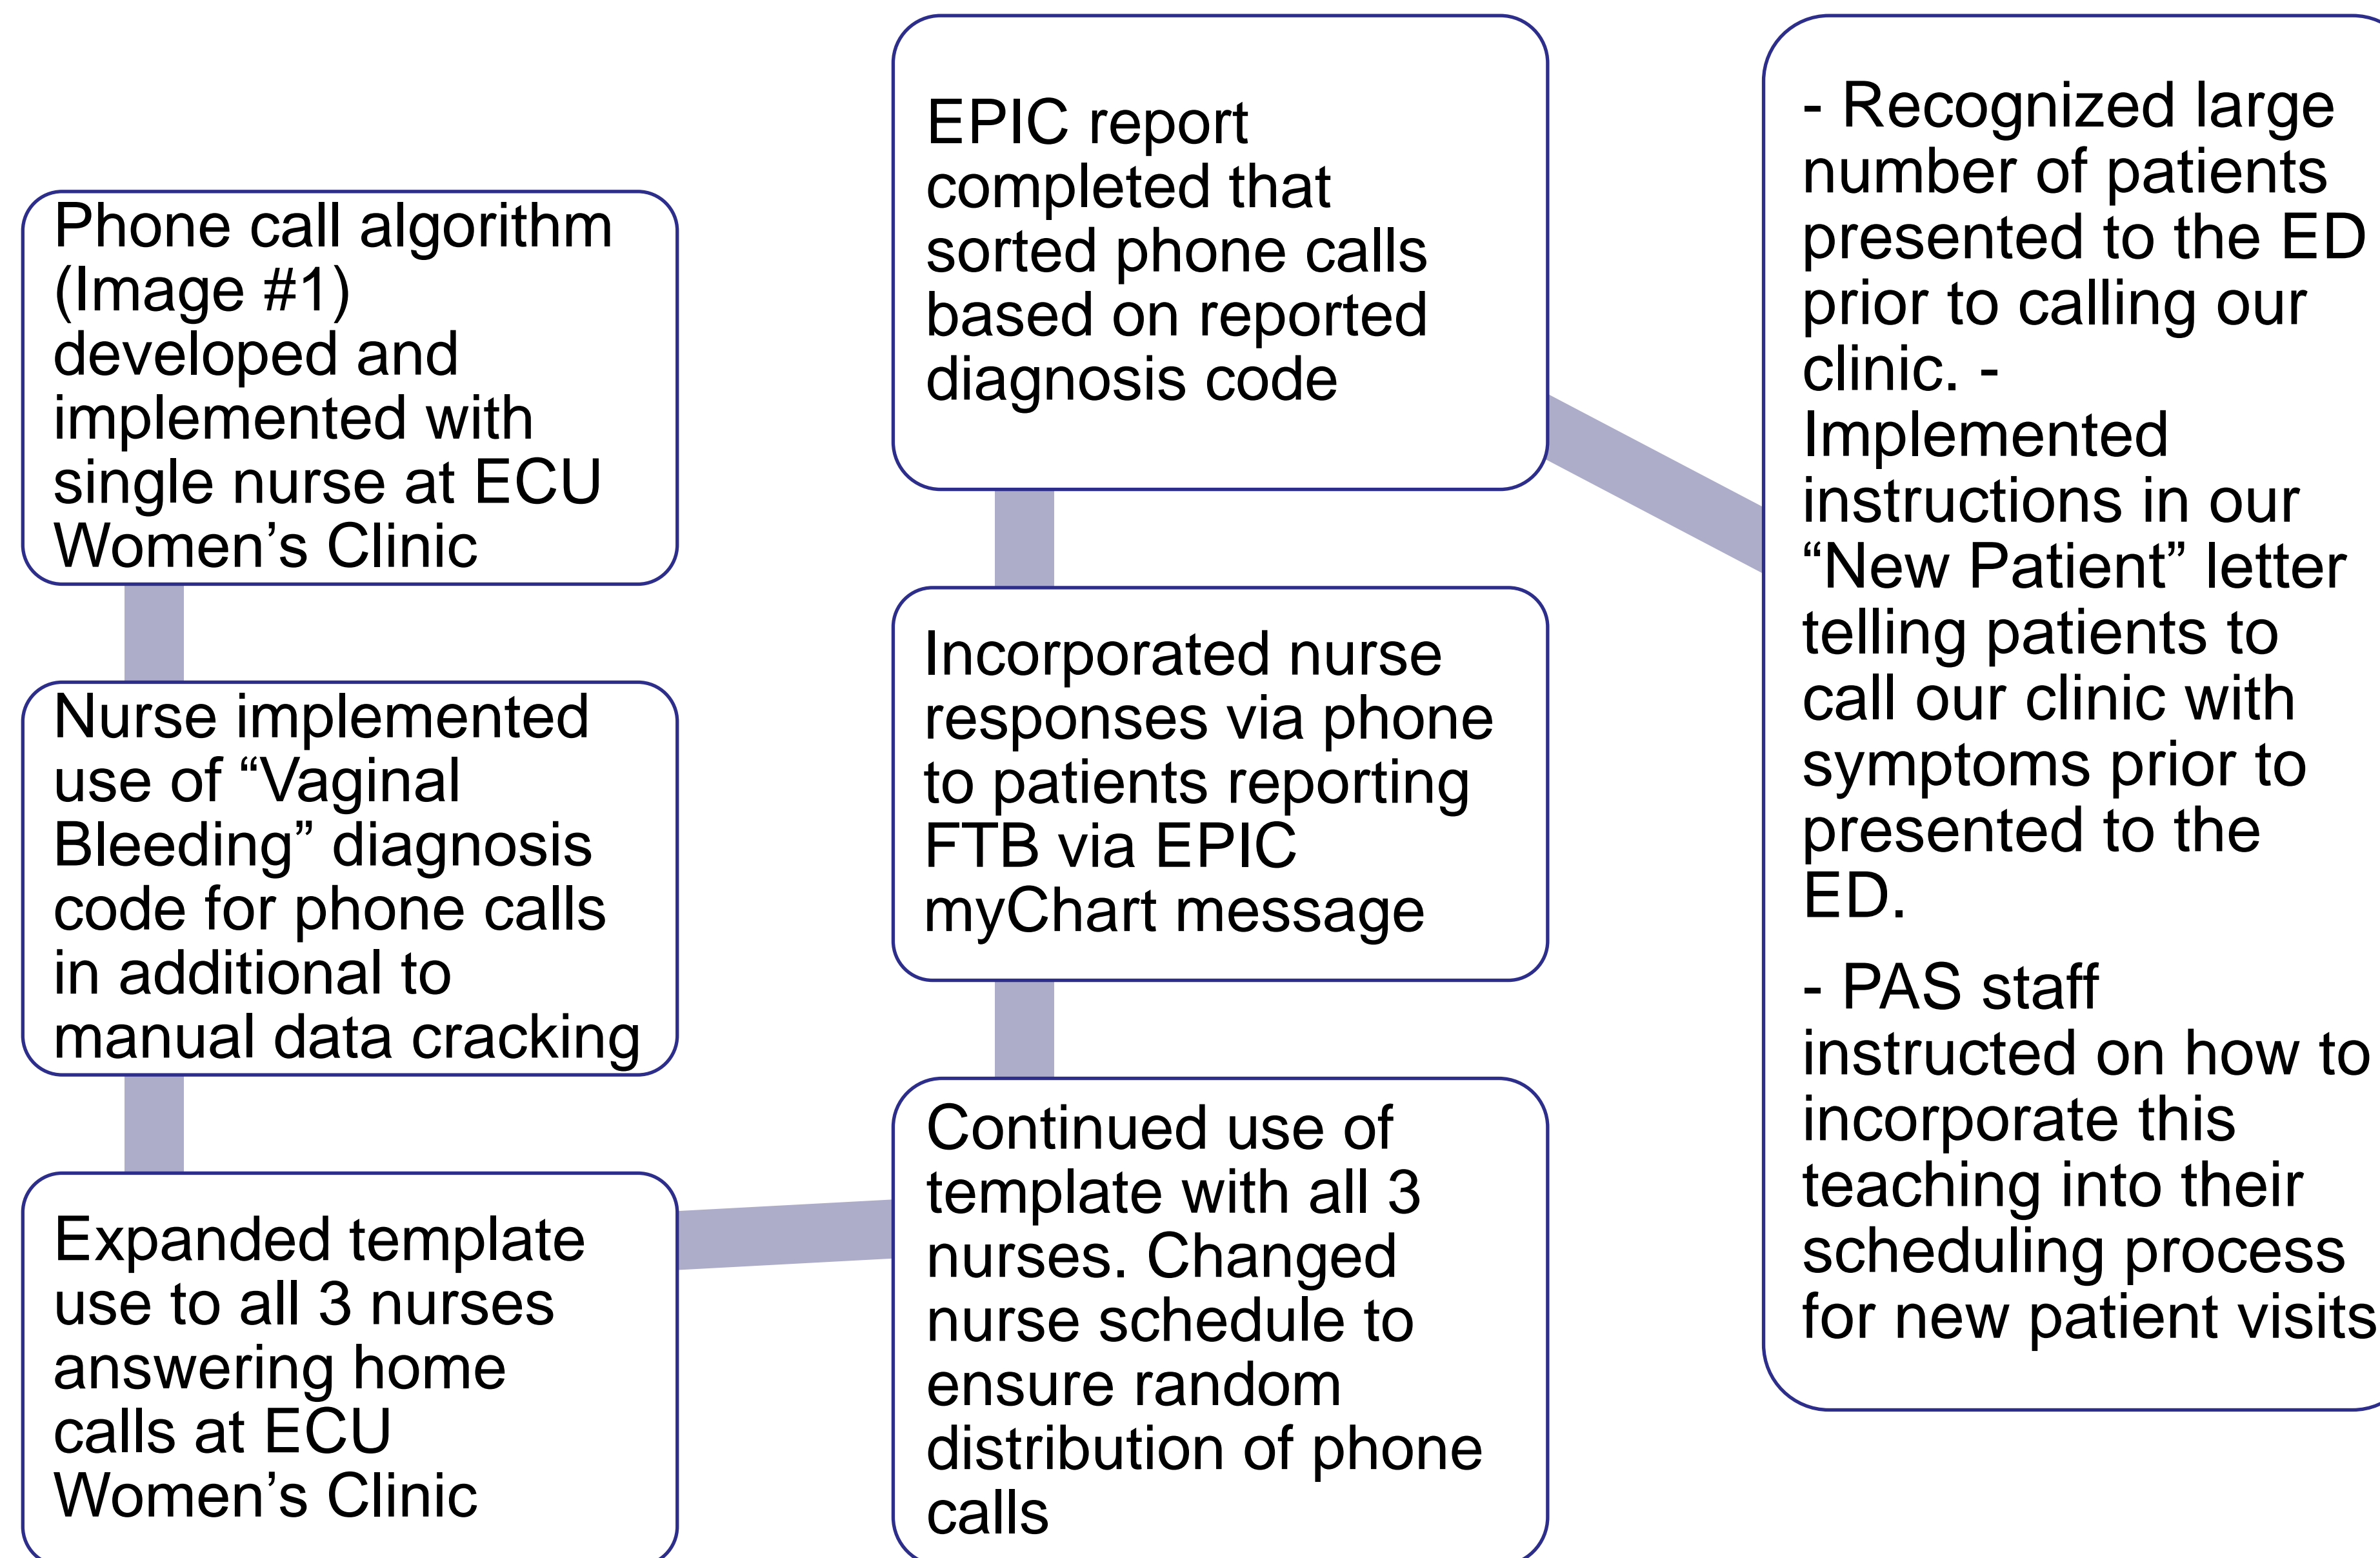 Phone call algorithm
(Image #1)
developed and
implemented with
single nurse at ECU
Women’s Clinic
Nurse implemented
use of “Vaginal
Bleeding” diagnosis
code for phone calls
in additional to
manual data cracking
Expanded template
use to all 3 nurses
answering home
calls at ECU
Women’s Clinic
Continued use of
template with all 3
nurses. Changed
nurse schedule to
ensure random
distribution of phone
calls
Incorporated nurse
responses via phone
to patients reporting
FTB via EPIC
myChart message
EPIC report
completed that
sorted phone calls
based on reported
diagnosis code
- Recognized large
number of patients
presented to the ED
prior to calling our
clinic. -
Implemented
instructions in our
“New Patient” letter
telling patients to
call our clinic with
symptoms prior to
presented to the
ED.
- PAS staff
instructed on how to
incorporate this
teaching into their
scheduling process
for new patient visits